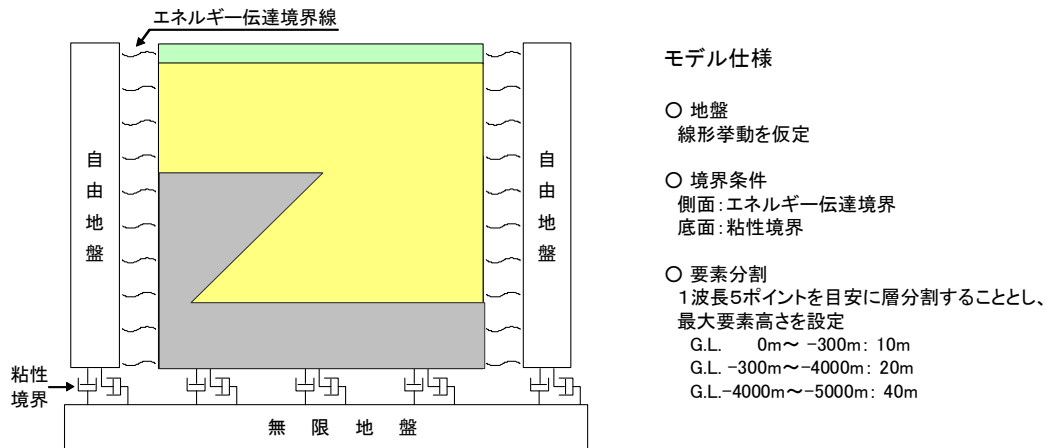 エネルギー伝達境界線
自由地盤
自由地盤
粘性
境界
無限地盤
モデル仕様
○ 地盤
線形挙動を仮定
○ 境界条件
側面：エネルギー伝達境界
底面：粘性境界
○ 要素分割
１波長５ポイントを目安に層分割することとし、
最大要素高さを設定
G.L. 0m～ -300m: 10m
G.L. -300m～-4000m: 20m
G.L.-4000m～-5000m: 40m